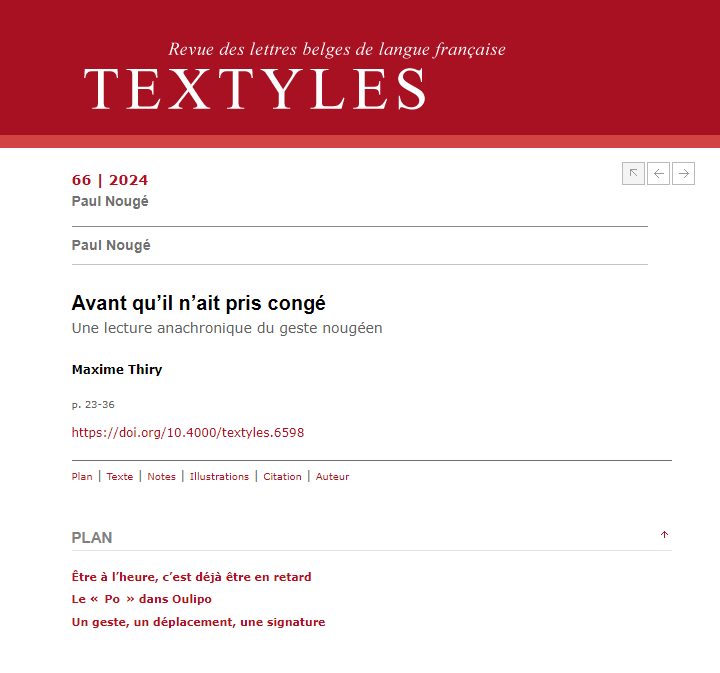 Revue des lettres belges de langue française
TEXTYLES
66 | 2024
Paul Nougé
Paul Nougé
Avant qu’il n’ait pris congé
Une lecture anachronique du geste nougéen
Maxime Thiry
p. 23-36
https://doi.org/10.4000/textyles.6598
Plan | Texte | Notes | Illustrations | Citation | Auteur
PLAN
Être à l’heure, c’est déjà être en retard
Le « Po » dans Oulipo
Un geste, un déplacement, une signature